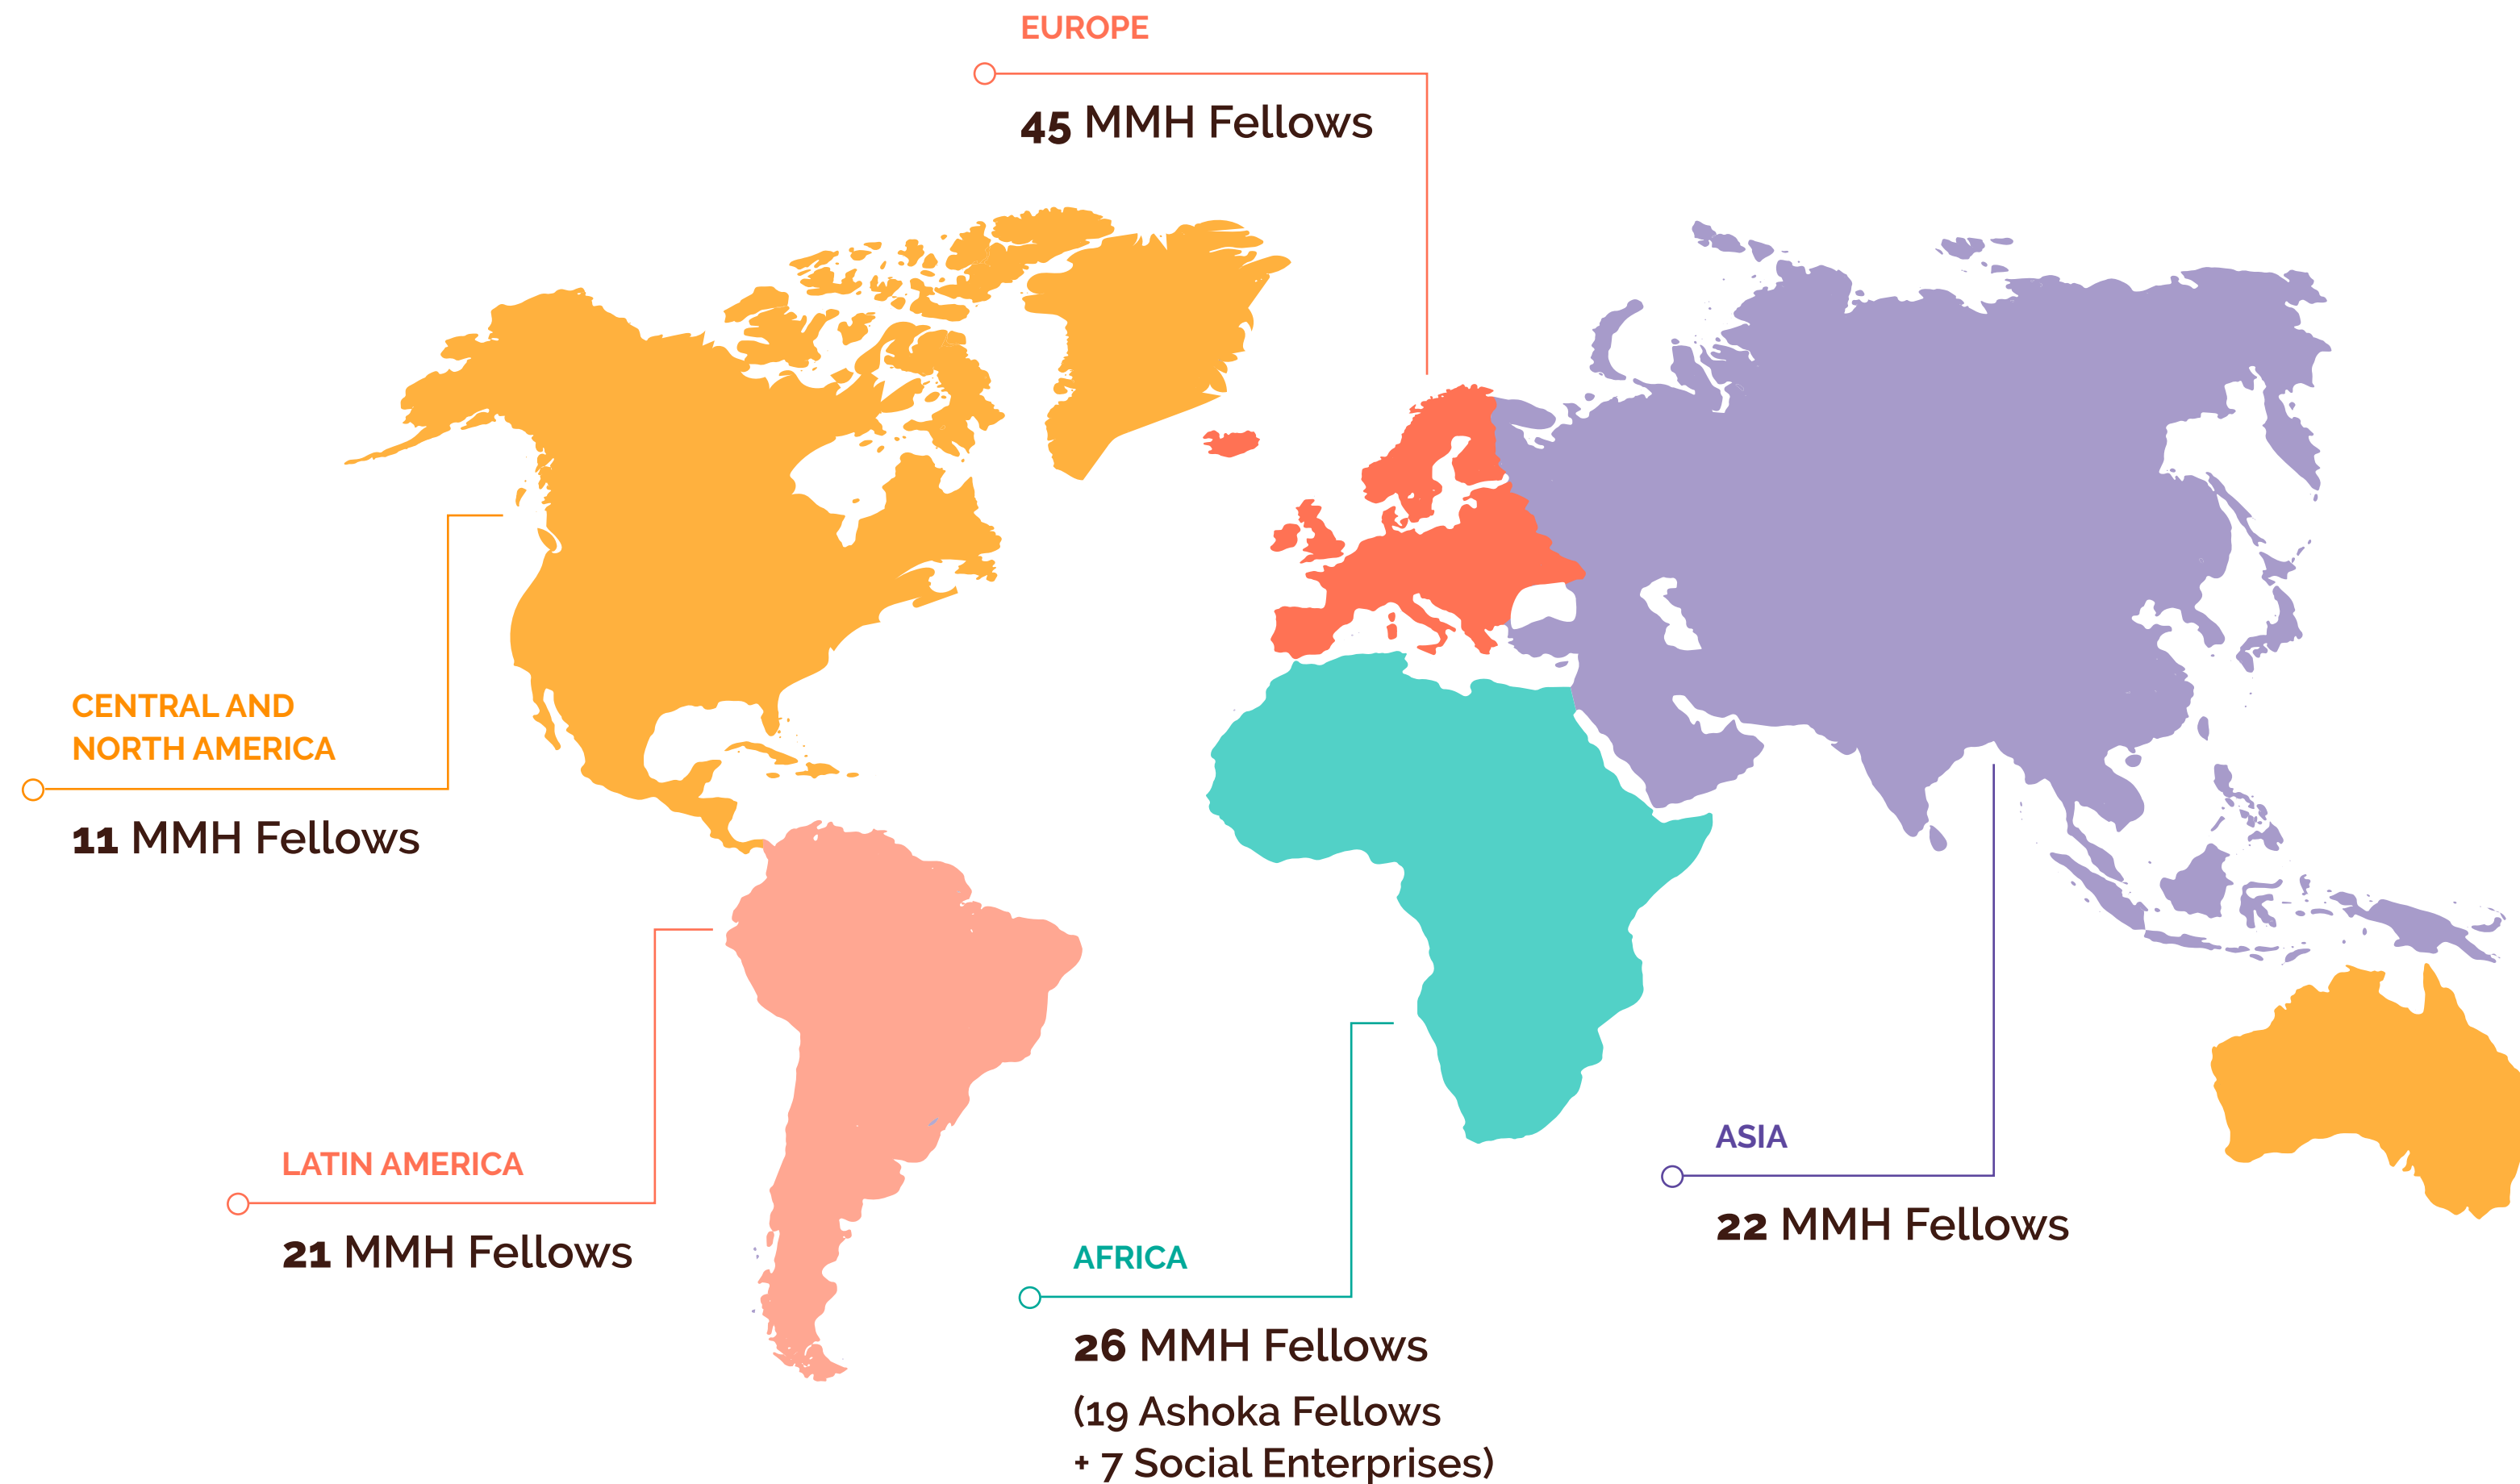 EUROPE
45 MMH Fellows
CENTRAL AND
NORTH AMERICA
11 MMH Fellows
LATIN AMERICA
21 MMH Fellows
AFRICA
26 MMH Fellows
(19 Ashoka Fellows
+ 7 Social Enterprises)
ASIA
22 MMH Fellows